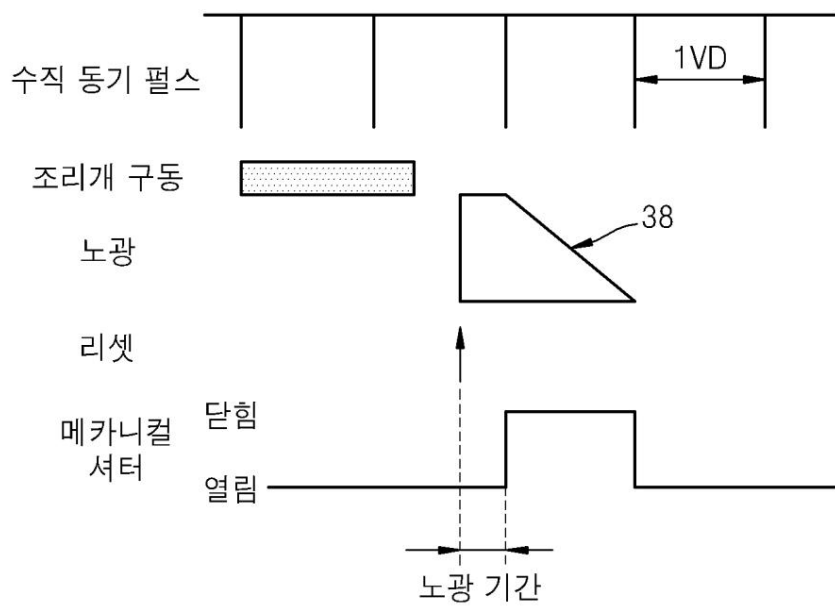 수직 동기 펄스
1VD
조리개 구동
노광
38
리셋
메카니컬
셔터
닫힘
열림
노광 기간